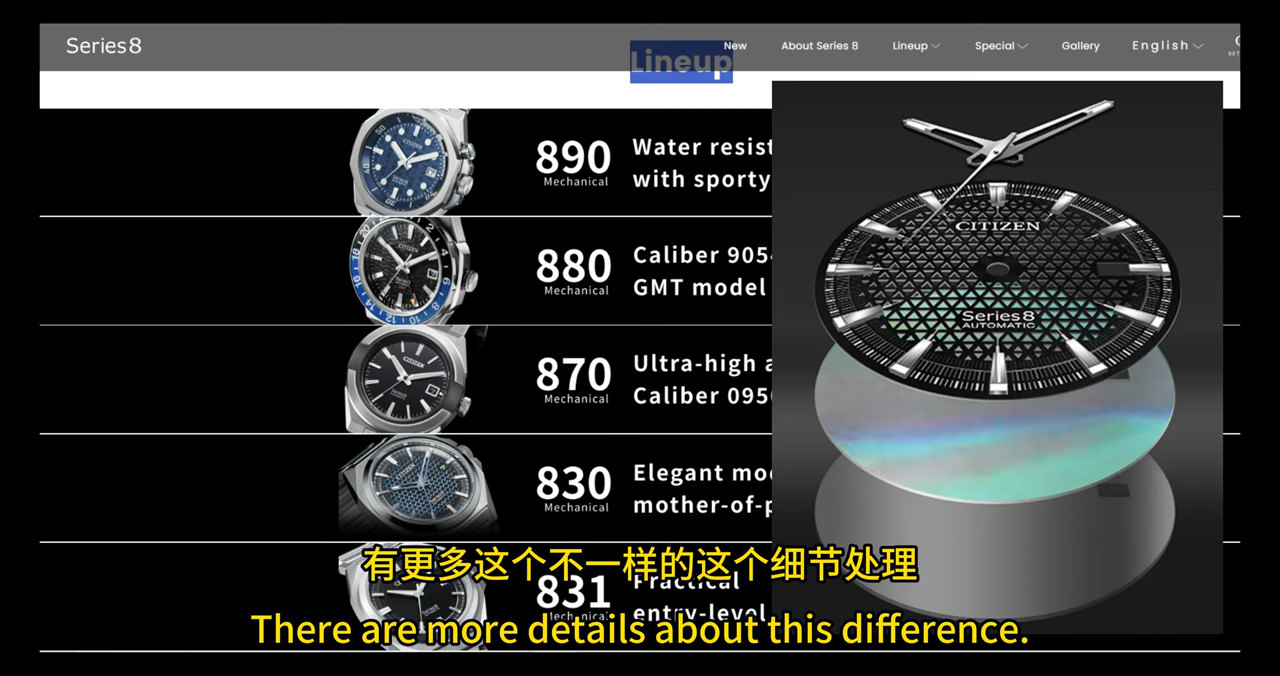 Series8
New
About Series 8
Lineup
Special
Gallery
English
Lineup
890
Mechanical
Water resist
with sporty
880
Mechanical
Caliber 905
GMT model
870
Mechanical
Ultra-high a
Caliber 095
830
Mechanical
Elegant mo
mother-of-p
831
Mechanical
Practical
entry-level
CITIZEN
Series8
AUTOMATIC
有更多这个不一样的这个细节处理
There are more details about this difference.